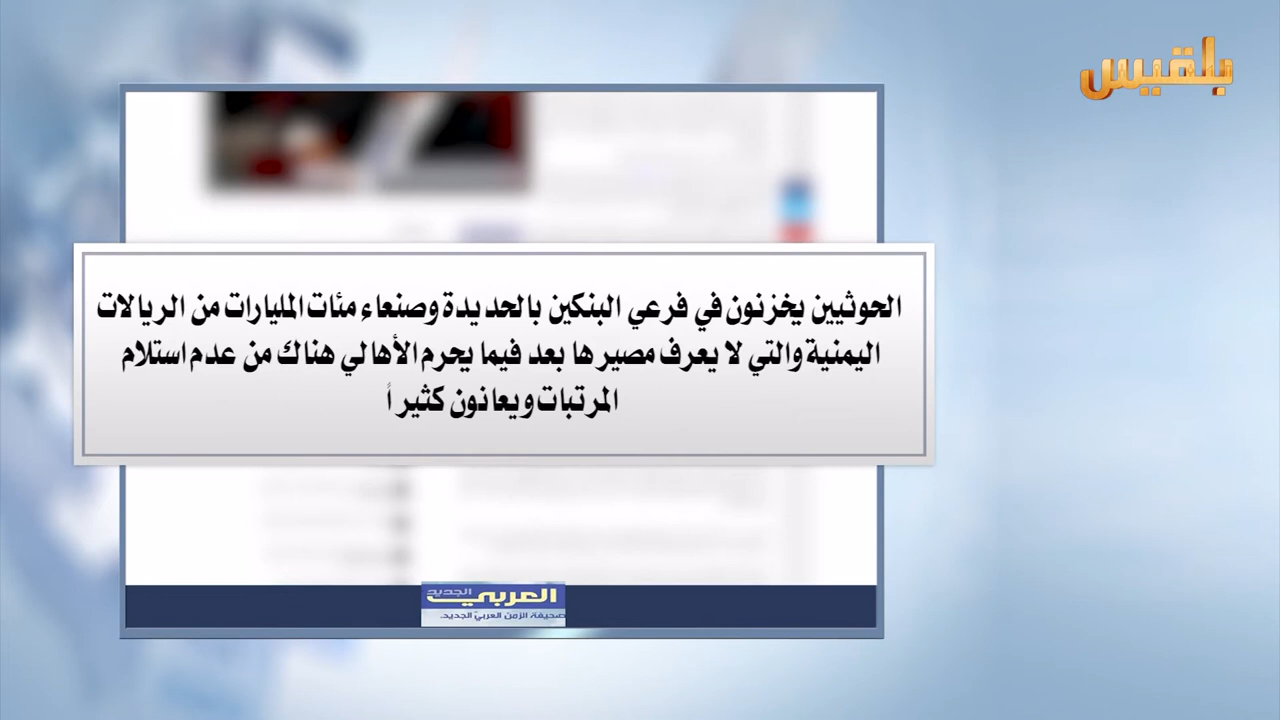 بلقيس
الحوثيين يخزنون في فرعي البنكين بالحديدة وصنعاء مئات المليارات من الريالات
اليمنية والتي لا يعرف مصيرها بعد فيما يحرم الأهالي هناك من عدم استلام
المرتبات ويعانون كثيراً
العربي الجديد
صحيفة الزمن العربيّ الجديد.